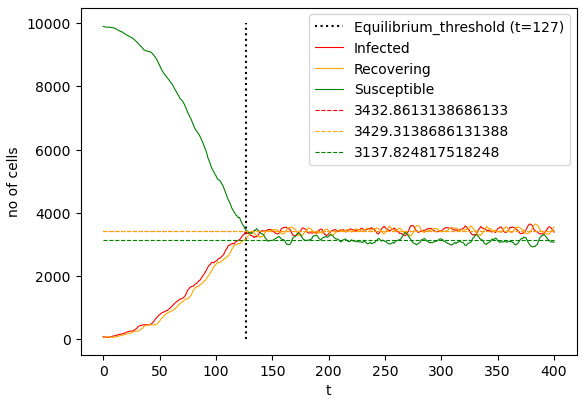 10000
8000
6000
4000
2000
0
no of cells
0 50 100 150 200 250 300 350 400
t
Equilibrium_threshold (t=127)
Infected
Recovering
Susceptible
3432.8613138686133
3429.3138686131388
3137.824817518248